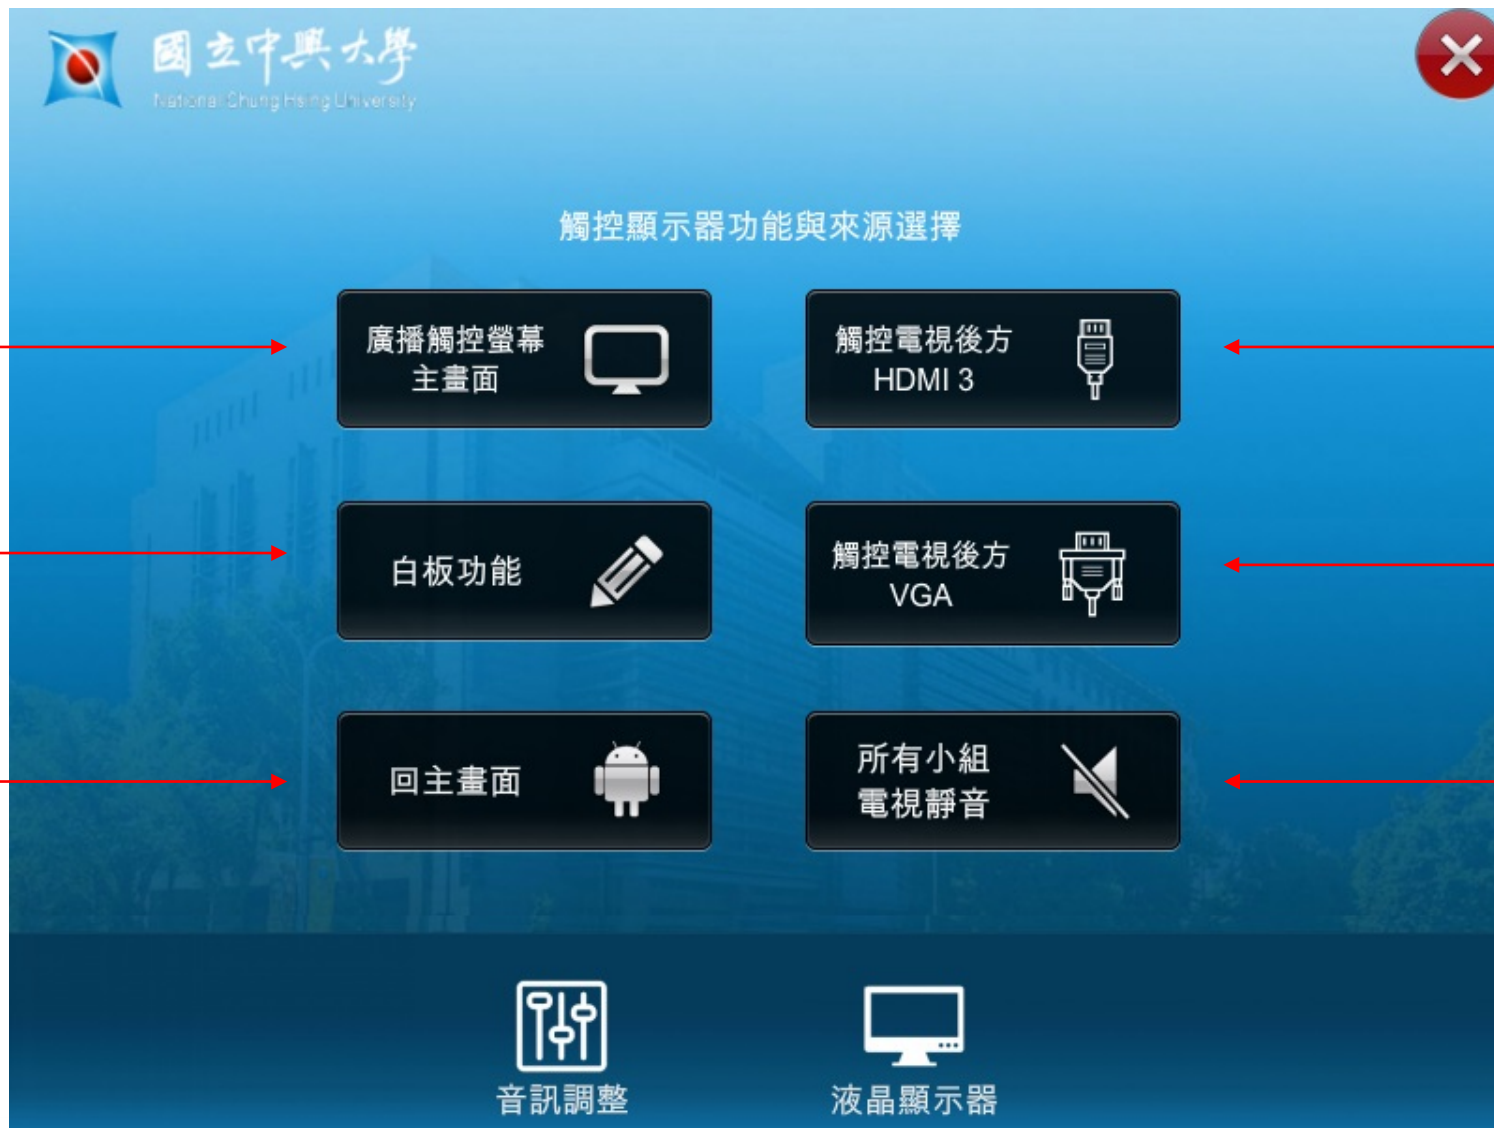 國立中興大學
National Chung Hsing University
觸控顯示器功能與來源選擇
廣播觸控螢幕
主畫面
觸控電視後方
HDMI 3
白板功能
觸控電視後方
VGA
回主畫面
所有小組
電視靜音
音訊調整
液晶顯示器